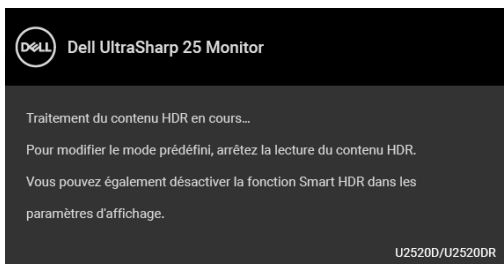 DELL
Dell UltraSharp 25 Monitor
Traitement du contenu HDR en cours...
Pour modifier le mode prédéfini, arrêtez la lecture du contenu HDR.
Vous pouvez également désactiver la fonction Smart HDR dans les
paramètres d'affichage.
U2520D/U2520DR